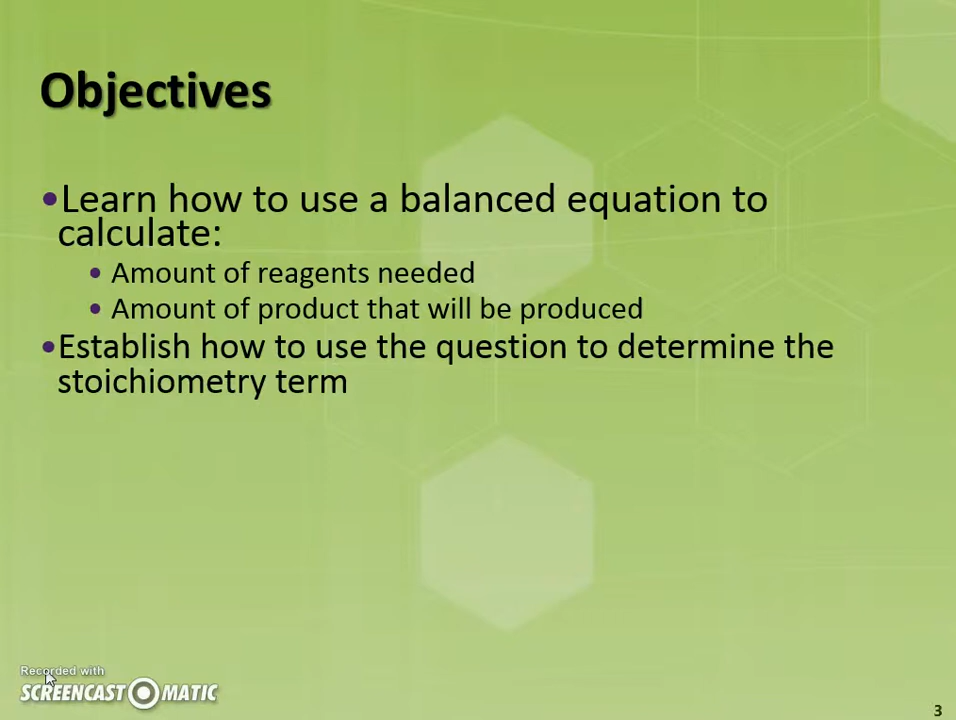 Objectives
•Learn how to use a balanced equation to
calculate:
• Amount of reagents needed
• Amount of product that will be produced
•Establish how to use the question to determine the
stoichiometry term
Recorded with
SCREENCAST MATIC
3